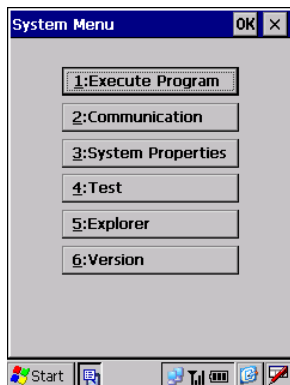 System Menu OK
1:Execute Program
2:Communication
3:System Properties
4:Test
5:Explorer
6:Version
Start